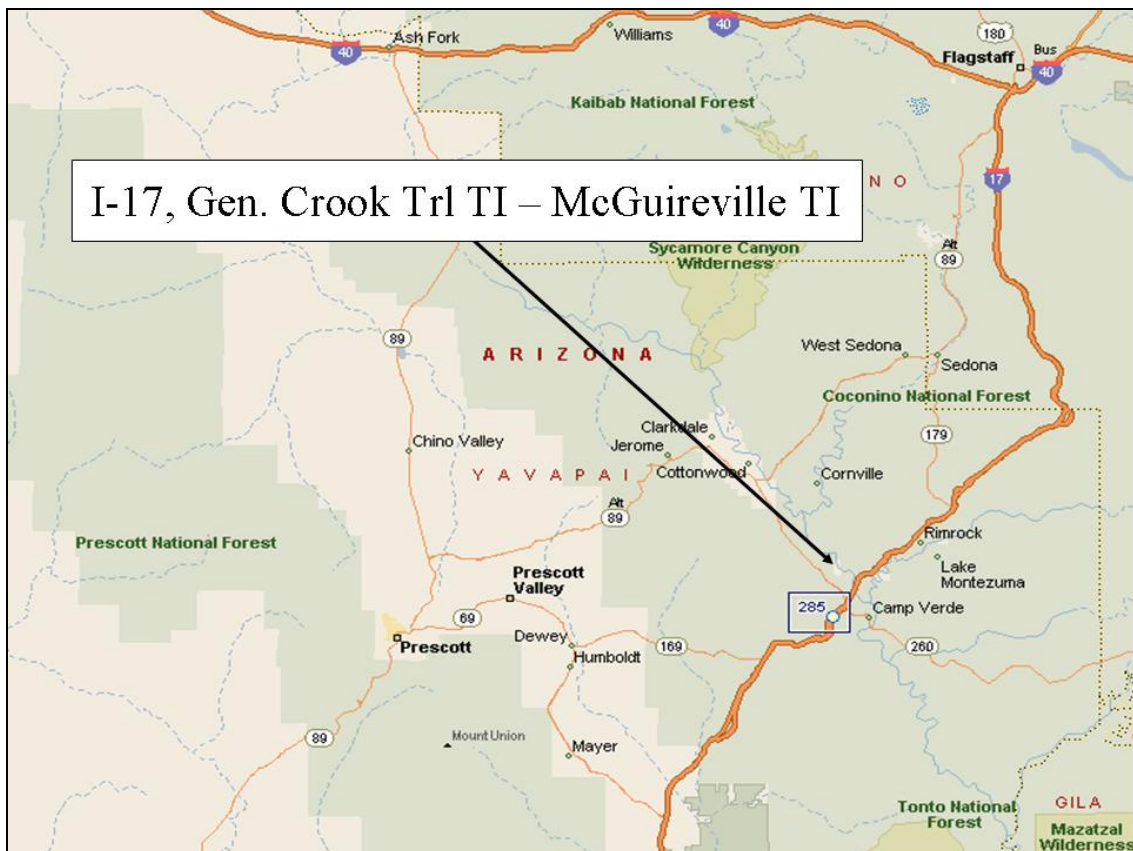 Ash Fork
40
Williams
40
180
Flagstaff
Bus
40
Kaibab National Forest
I-17, Gen. Crook Trl TI – McGuireville TI
N O
17
Sycamore Canyon
Wilderness
Alt
89
89
ARIZONA
West Sedona
Sedona
Coconino National Forest
Clarkdale
Chino Valley
Jerome
179
YAVAPAI
Cottonwood
Cornville
Alt
89
Prescott National Forest
Rimrock
Lake
Montezuma
Prescott
Valley
285
Camp Verde
69
Prescott
Dewey
169
260
Humboldt
89
Mount Union
Mayer
Tonto National
Forest
GILA
Mazatzal
Wilderness